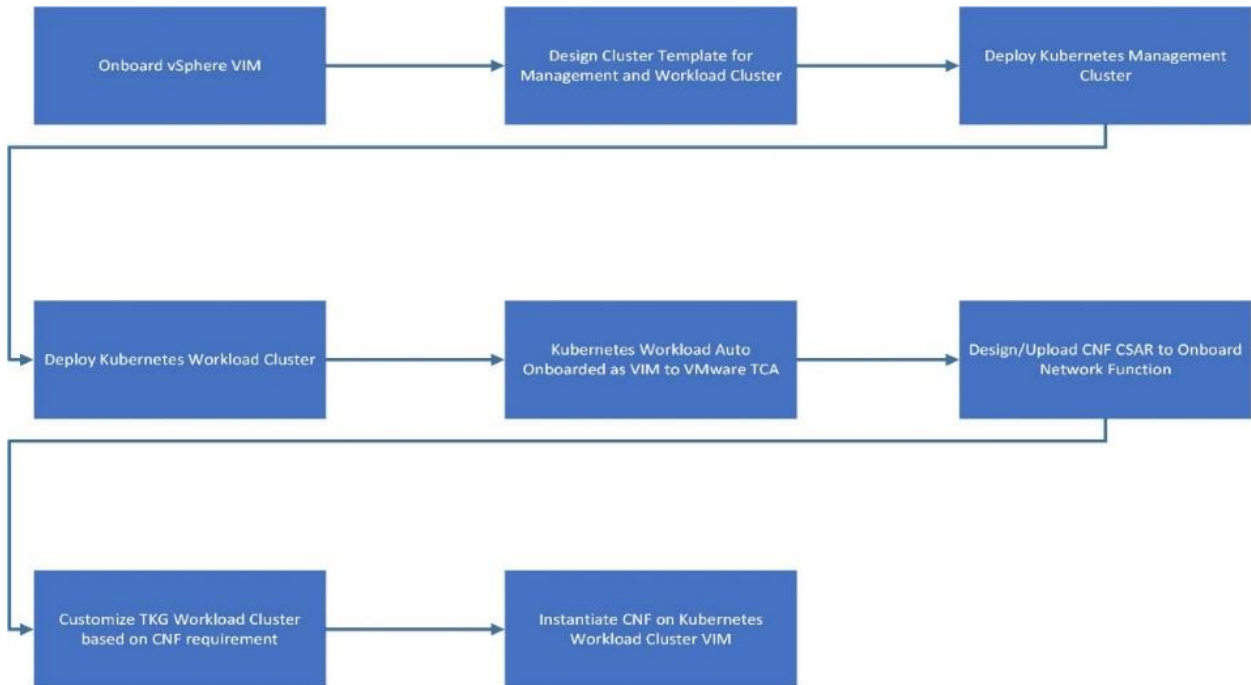 Onboard vSphere VIM
Design Cluster Template for
Management and Workload Cluster
Deploy Kubernetes Management
Cluster
Deploy Kubernetes Workload Cluster
Kubernetes Workload Auto
Onboarded as VIM to VMware TCA
Design/Upload CNF CSAR to Onboard
Network Function
Customize TKG Workload Cluster
based on CNF requirement
Instantiate CNF on Kubernetes
Workload Cluster VIM